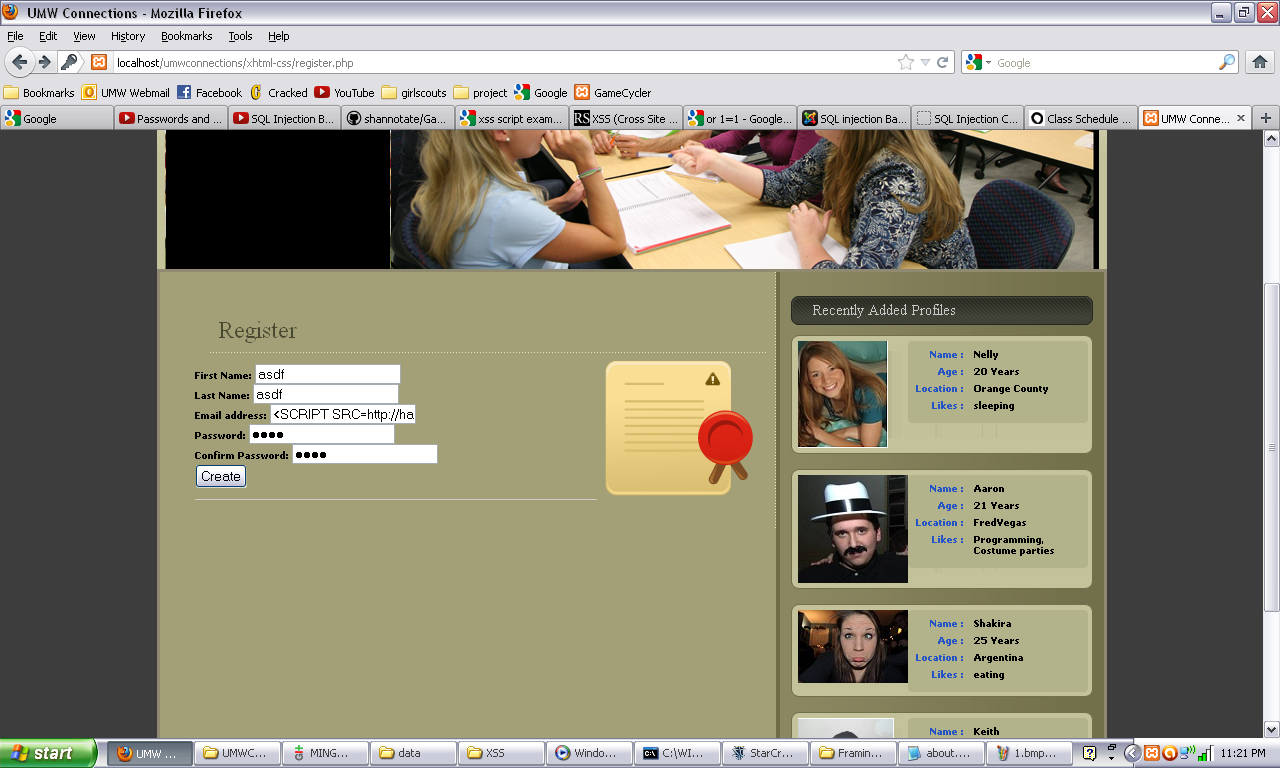 UMW Connections - Mozilla Firefox
File Edit View History Bookmarks Tools Help
localhost/umwconnections/xhtml-css/register.php
Google
Bookmarks UMW Webmail Facebook Cracked YouTube girlscouts project Google GameCycler
Google Passwords and ... SQL Injection B... shannotate/Ga... xss script exam... RS XSS (Cross Site ... or 1=1 - Google... SQL injection Ba... SQL Injection C... Class Schedule ... UMW Conne...
Register
First Name: asdf
Last Name: asdf
Email address: <SCRIPT SRC=http://ha
Password:
Confirm Password:
Create
Recently Added Profiles
Name : Nelly
Age : 20 Years
Location : Orange County
Likes : sleeping
Name : Aaron
Age : 21 Years
Location : FredVegas
Likes : Programming,
Costume parties
Name : Shakira
Age : 25 Years
Location : Argentina
Likes : eating
Name : Keith
start UMW ... UMWC... MING... data XSS Windo... C:\WI... StarCr... Framin... about.... 1.bmp... 11:21 PM